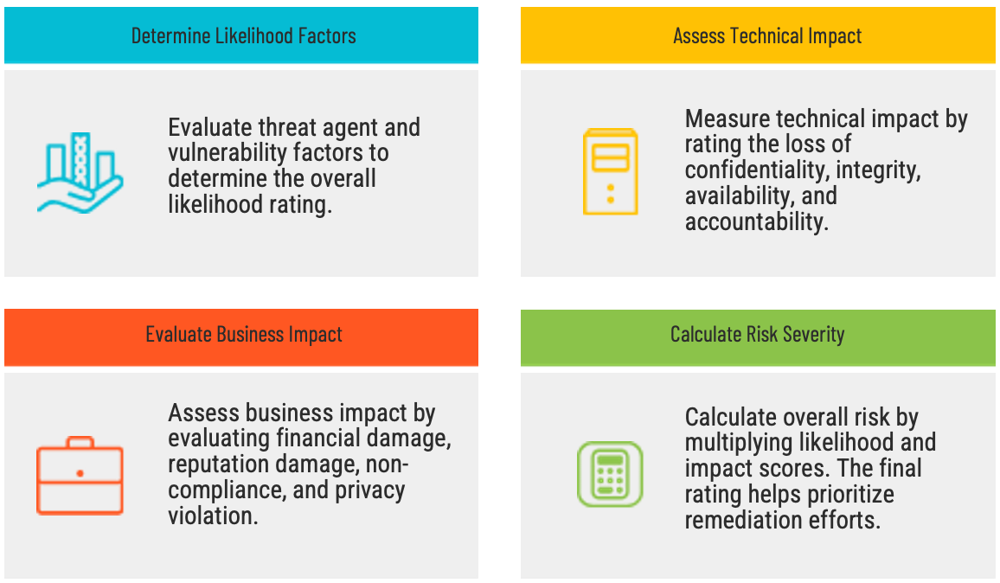 Determine Likelihood Factors
Evaluate threat agent and
vulnerability factors to
determine the overall
likelihood rating.
Assess Technical Impact
Measure technical impact by
rating the loss of
confidentiality, integrity,
availability, and
accountability.
Evaluate Business Impact
Assess business impact by
evaluating financial damage,
reputation damage, non-
compliance, and privacy
violation.
Calculate Risk Severity
Calculate overall risk by
multiplying likelihood and
impact scores. The final
rating helps prioritize
remediation efforts.